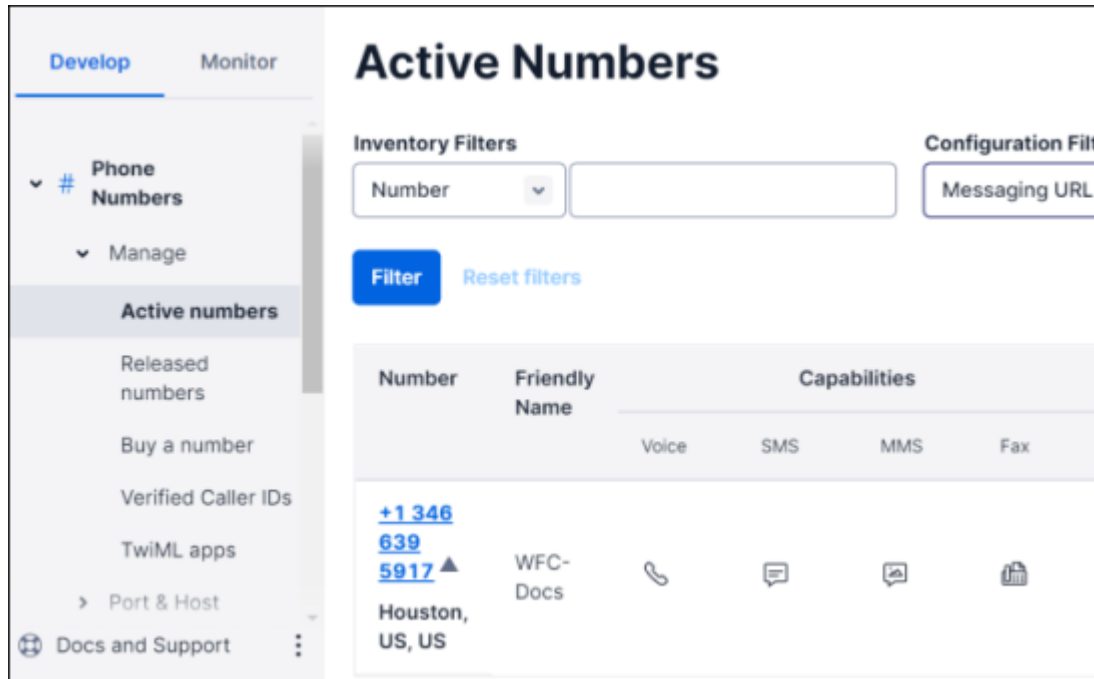 Develop
Monitor
# Phone
Numbers
Manage
Active numbers
Released
numbers
Buy a number
Verified Caller IDs
TwiML apps
Port & Host
Docs and Support
Active Numbers
Inventory Filters
Configuration Filt
Number
Messaging URL
Filter
Reset filters
Number
Friendly
Name
Capabilities
Voice
SMS
MMS
Fax
+1 346
639
5917
Houston,
US, US
WFC-
Docs